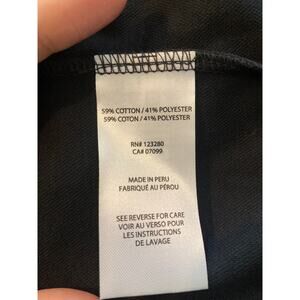 59% COTTON / 41% POLYESTER
59% COTON / 41% POLYESTER
RN# 123280
CA# 07099
MADE IN PERU
FABRIQUÉ AU PÉROU
SEE REVERSE FOR CARE
VOIR AU VERSO POUR
LES INSTRUCTIONS
DE LAVAGE